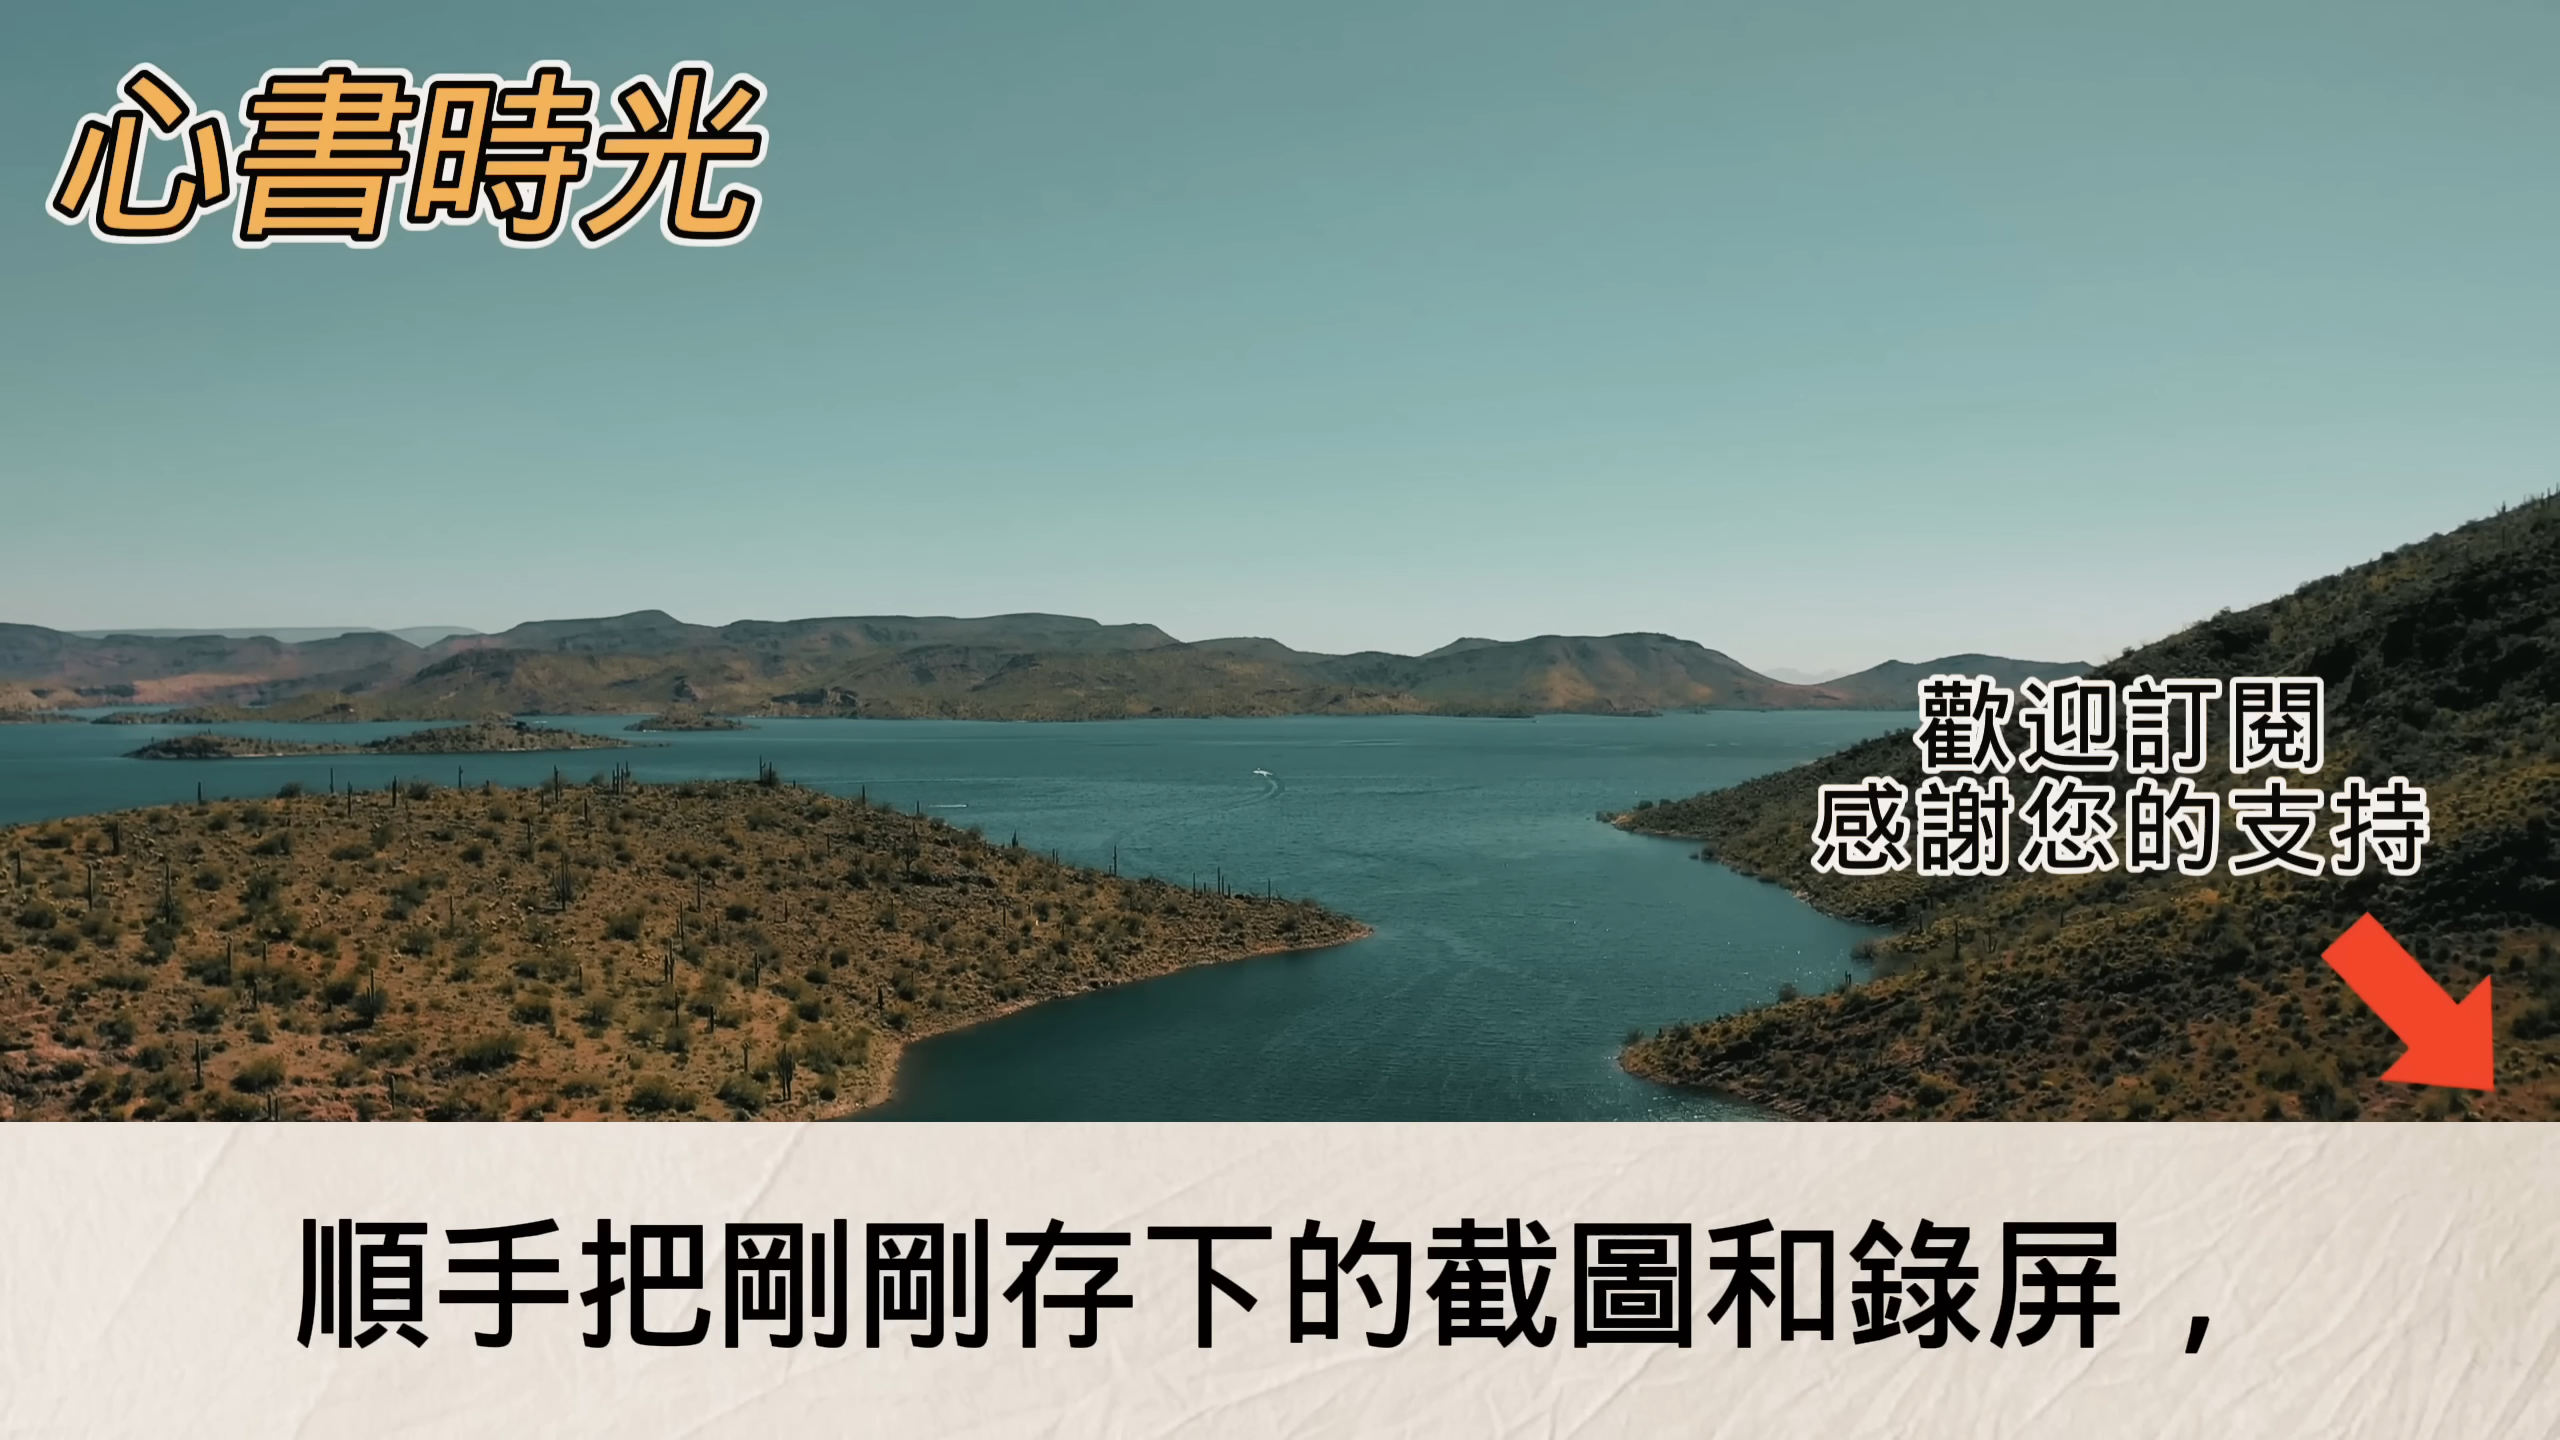 心書時光
歡迎訂閱
感謝您的支持
順手把剛剛存下的截圖和錄屏，